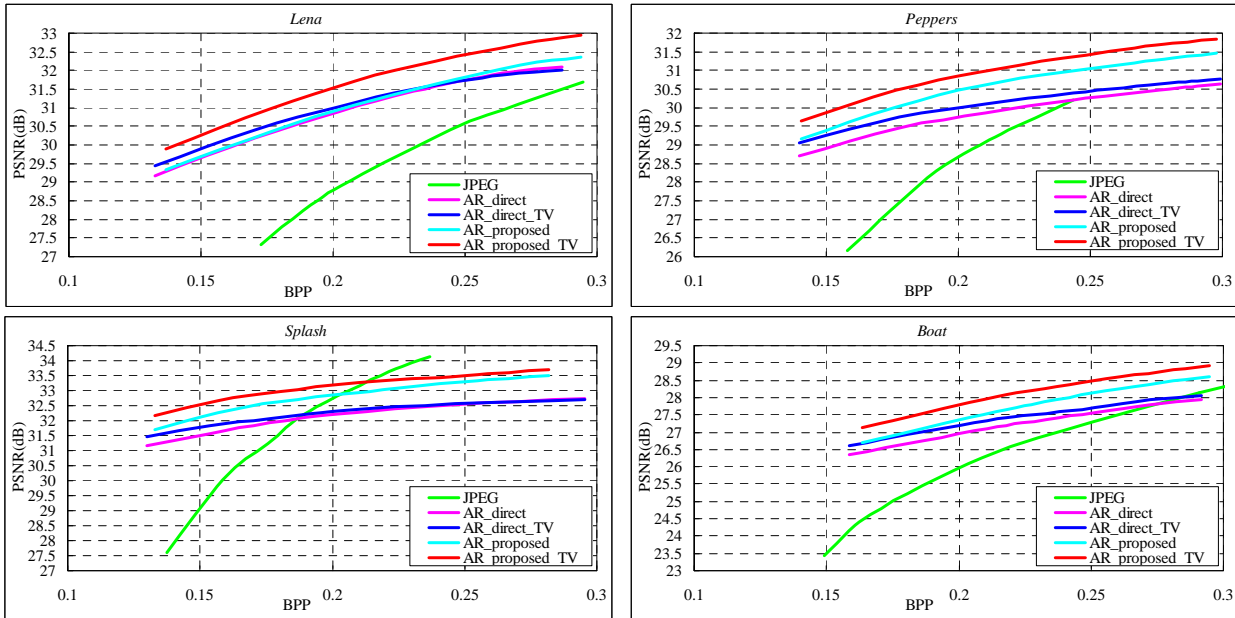 Lena
33
32.5
32
31.5
31
30.5
30
29.5
29
28.5
28
27.5
27
PSNR(dB)
0.1
0.15
0.2
0.25
0.3
BPP
JPEG
AR_direct
AR_direct_TV
AR_proposed
AR_proposed_TV
Peppers
32
31.5
31
30.5
30
29.5
29
28.5
28
27.5
27
26.5
26
PSNR(dB)
0.1
0.15
0.2
0.25
0.3
BPP
JPEG
AR_direct
AR_direct_TV
AR_proposed
AR_proposed_TV
Splash
34.5
34
33.5
33
32.5
32
31.5
31
30.5
30
29.5
29
28.5
28
27.5
27
PSNR(dB)
0.1
0.15
0.2
0.25
0.3
BPP
JPEG
AR_direct
AR_direct_TV
AR_proposed
AR_proposed_TV
Boat
29.5
29
28.5
28
27.5
27
26.5
26
25.5
25
24.5
24
23.5
23
PSNR(dB)
0.1
0.15
0.2
0.25
0.3
BPP
JPEG
AR_direct
AR_direct_TV
AR_proposed
AR_proposed_TV